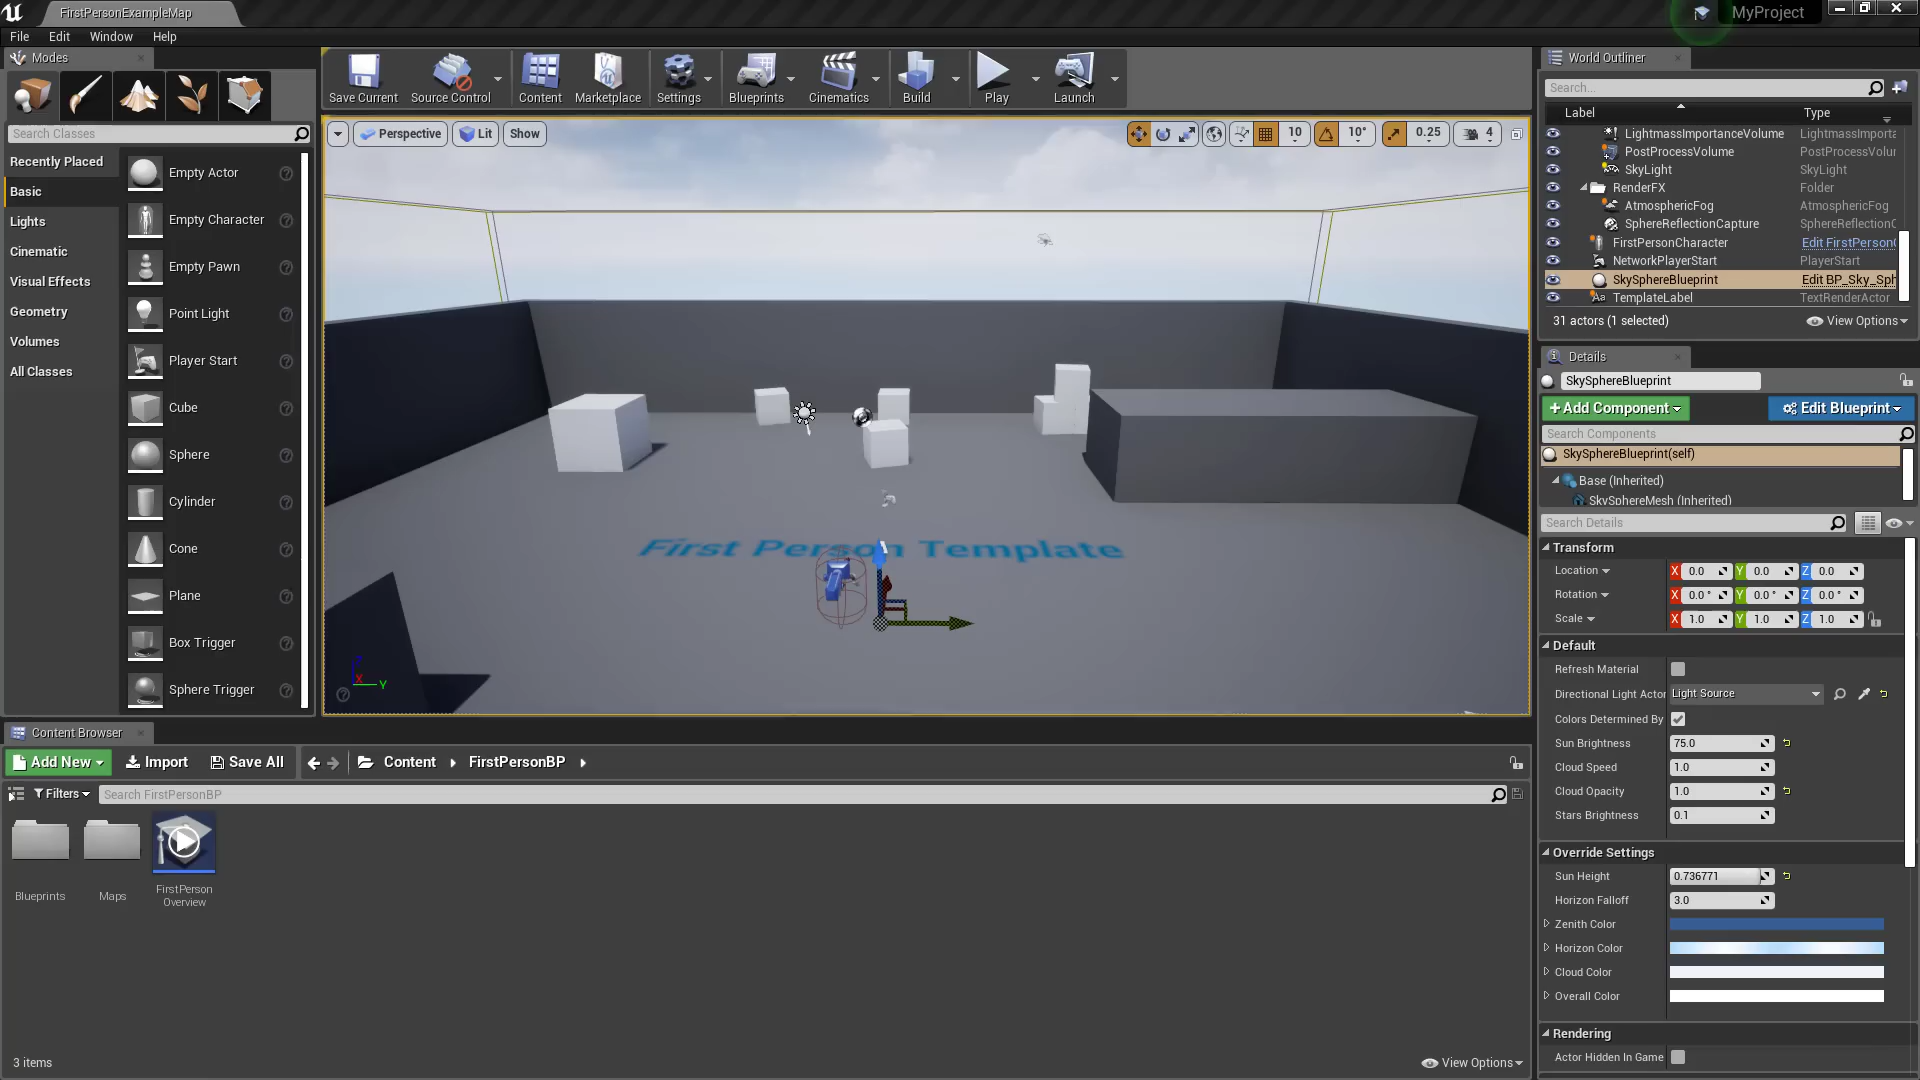 FirstPersonExampleMap
MyProject
File Edit Window Help
Modes
Search Classes
Recently Placed
Basic
Lights
Cinematic
Visual Effects
Geometry
Volumes
All Classes
Empty Actor
Empty Character
Empty Pawn
Point Light
Player Start
Cube
Sphere
Cylinder
Cone
Plane
Box Trigger
Sphere Trigger
Save Current Source Control Content Marketplace Settings Blueprints Cinematics Build Play Launch
Perspective Lit Show
10 10° 0.25 4
First Person Template
Z
X
Y
World Outliner
Search...
Label Type
LightmassImportanceVolume LightmassImporta
PostProcessVolume PostProcessVolur
SkyLight SkyLight
RenderFX Folder
AtmosphericFog AtmosphericFog
SphereReflectionCapture SphereReflectionC
FirstPersonCharacter Edit FirstPerson(
NetworkPlayerStart PlayerStart
SkySphereBlueprint Edit BP_Sky_Sph
TemplateLabel TextRenderActor
31 actors (1 selected) View Options
Details
SkySphereBlueprint
+Add Component Edit Blueprint
Search Components
SkySphereBlueprint(self)
Base (Inherited)
SkySphereMesh (Inherited)
Search Details
Transform
Location X 0.0 Y 0.0 Z 0.0
Rotation X 0.0 ° Y 0.0 ° Z 0.0 °
Scale X 1.0 Y 1.0 Z 1.0
Default
Refresh Material
Directional Light Actor Light Source
Colors Determined By
Sun Brightness 75.0
Cloud Speed 1.0
Cloud Opacity 1.0
Stars Brightness 0.1
Override Settings
Sun Height 0.736771
Horizon Falloff 3.0
Zenith Color
Horizon Color
Cloud Color
Overall Color
Rendering
Actor Hidden In Game
Content Browser
Add New Import Save All Content FirstPersonBP
Filters Search FirstPersonBP
Blueprints
Maps
FirstPerson
Overview
3 items View Options